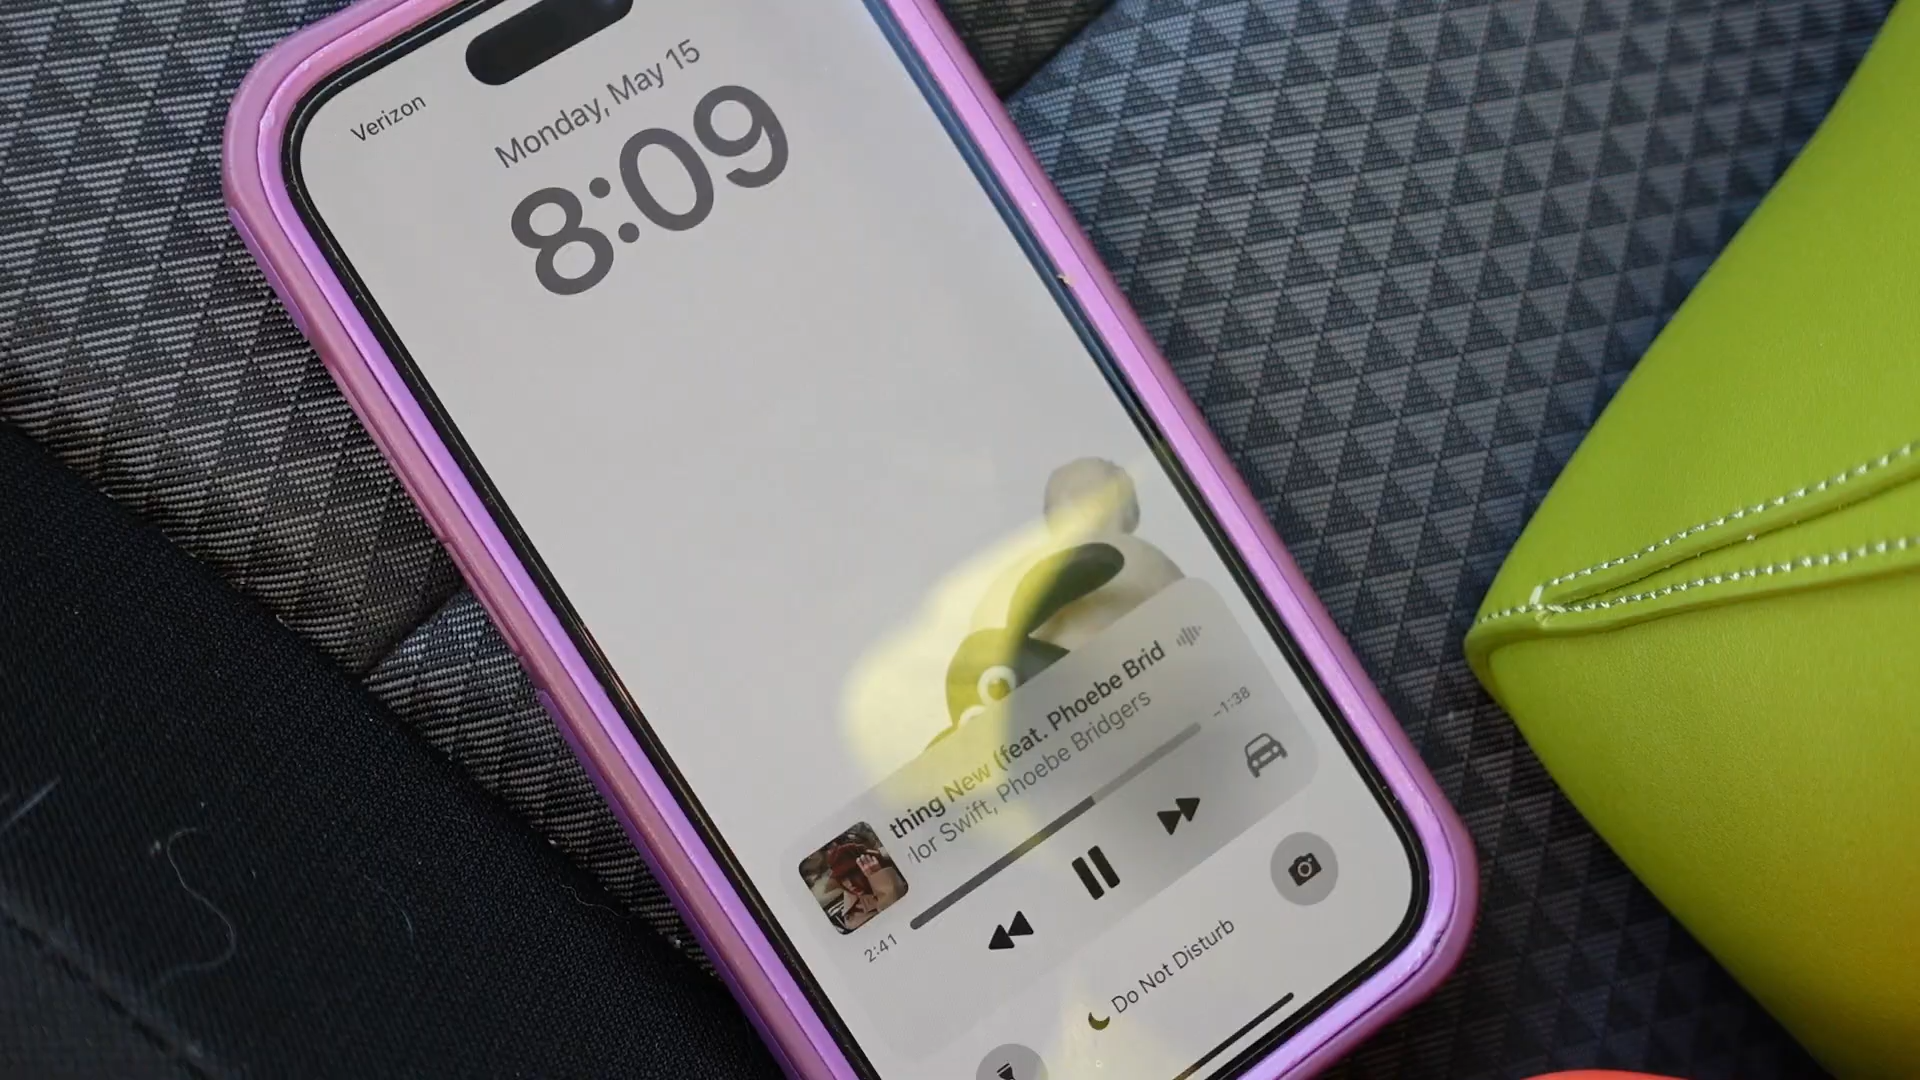 Verizon
Monday, May 15
8:09
thing New (feat. Phoebe Brid
lor Swift, Phoebe Bridgers
2:41
-1:38
Do Not Disturb